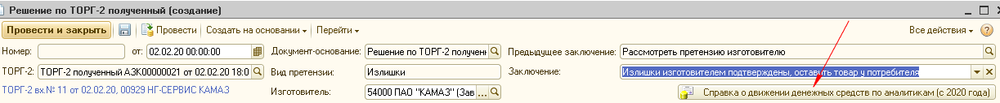 Решение по ТОРГ-2 полученный (создание)
Провести и закрыть Провести Создать на основании Перейти Все действия ?
Номер: от: 02.02.20 00:00:00 Документ-основание: Решение по ТОРГ-2 полученн Предыдущее заключение: Рассмотреть претензию изготовителю
ТОРГ-2: ТОРГ-2 полученный АЗК00000021 от 02.02.20 18:0 Вид претензии: Излишки Заключение: Излишки изготовителем подтверждены, оставить товар у потребителя
ТОРГ-2 вх.№ 11 от 02.02.20, 00929 НГ-СЕРВИС КАМАЗ Изготовитель: 54000 ПАО "КАМАЗ" (Зав ... Справка о движении денежных средств по аналитикам (с 2020 года)